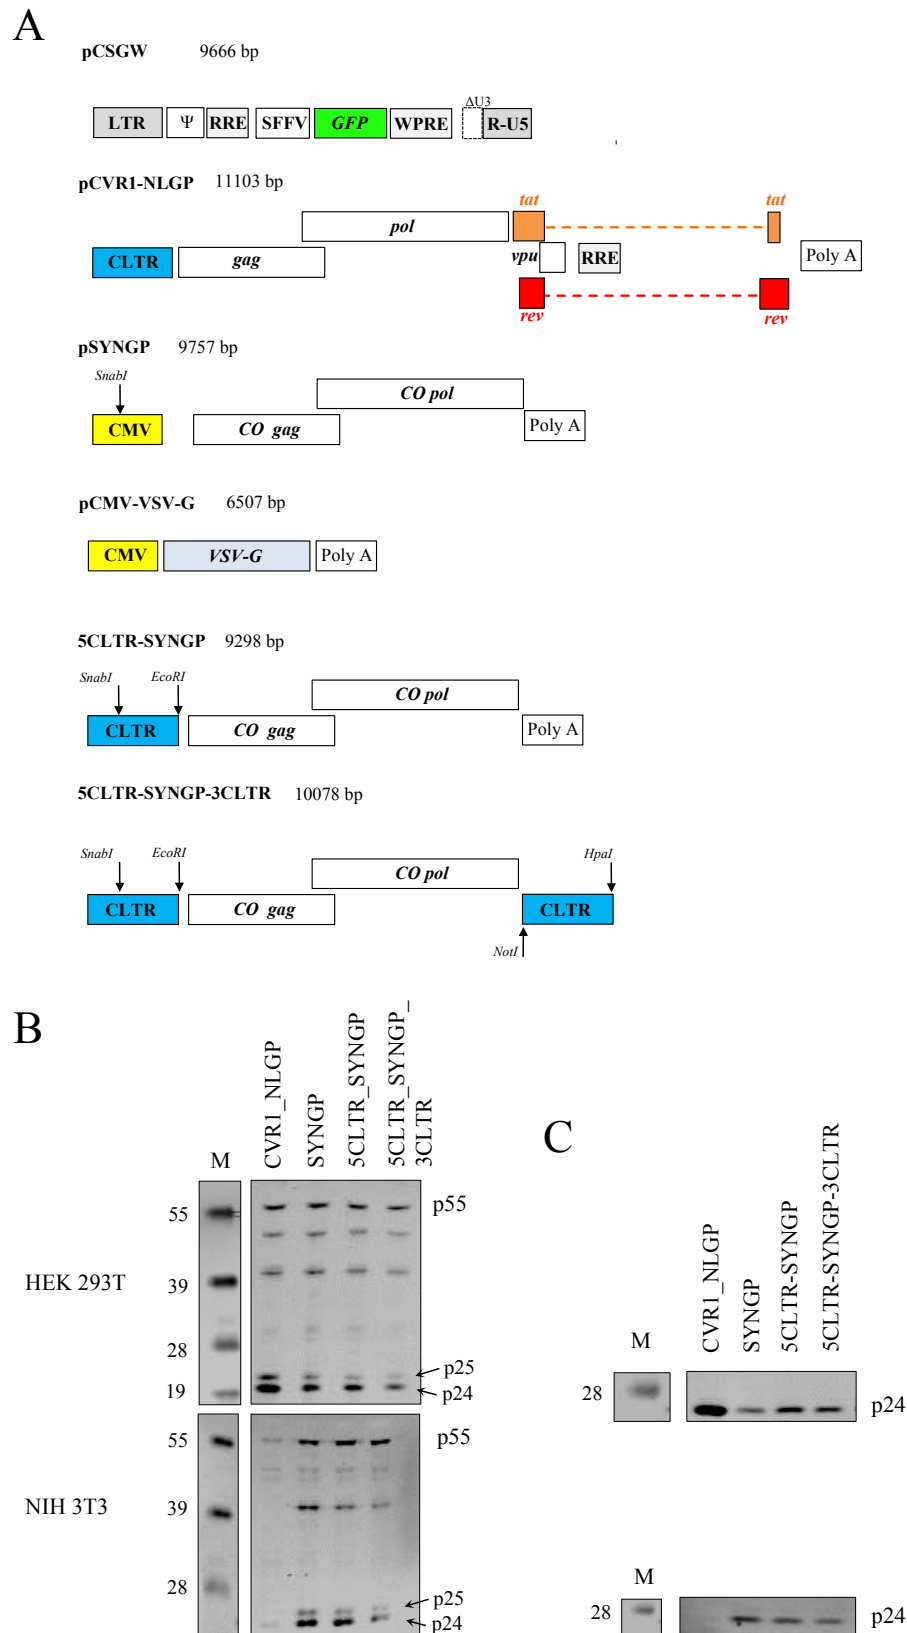 A
pCSGW 9666 bp
ΔU3
LTR Ψ RRE SFFV GFP WPRE R-U5
pCVR1-NLGP 11103 bp
tat tat
pol
CLTR gag vpu RRE Poly A
rev rev
pSYNGP 9757 bp
SnabI
CO pol
CMV CO gag Poly A
pCMV-VSV-G 6507 bp
CMV VSV-G Poly A
5CLTR-SYNGP 9298 bp
SnabI EcoRI
CO pol
CLTR CO gag Poly A
5CLTR-SYNGP-3CLTR 10078 bp
SnabI EcoRI HpaI
CO pol
CLTR CO gag CLTR
NotI
B
M
CVR1_NLGP
SYNGP
5CLTR_SYNGP
5CLTR_SYNGP_
3CLTR
HEK 293T
55
39
28
19
p55
p25
p24
NIH 3T3
55
39
28
p55
p25
p24
C
M
CVR1_NLGP
SYNGP
5CLTR-SYNGP
5CLTR-SYNGP-3CLTR
28 p24
M
28 p24